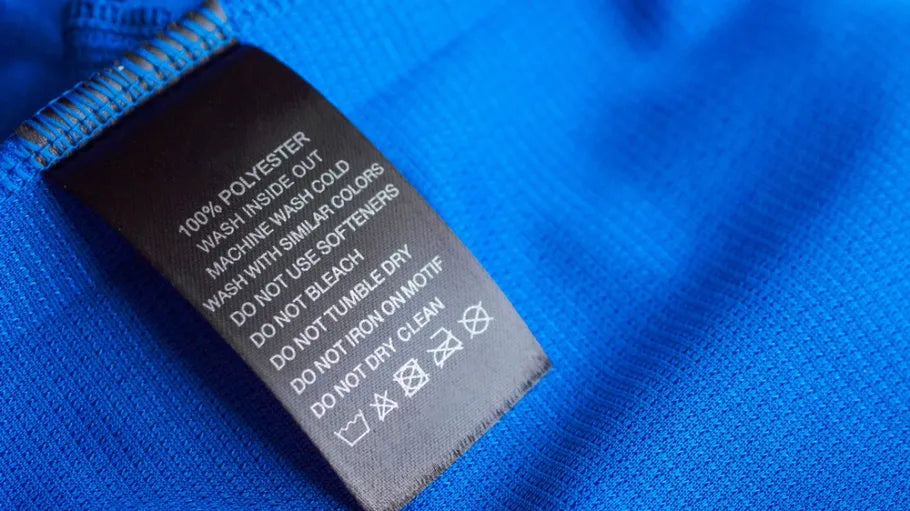 100% POLYESTER
WASH INSIDE OUT
MACHINE WASH COLD
WASH WITH SIMILAR COLORS
DO NOT USE SOFTENERS
DO NOT BLEACH
DO NOT TUMBLE DRY
DO NOT IRON ON MOTIF
DO NOT DRY CLEAN